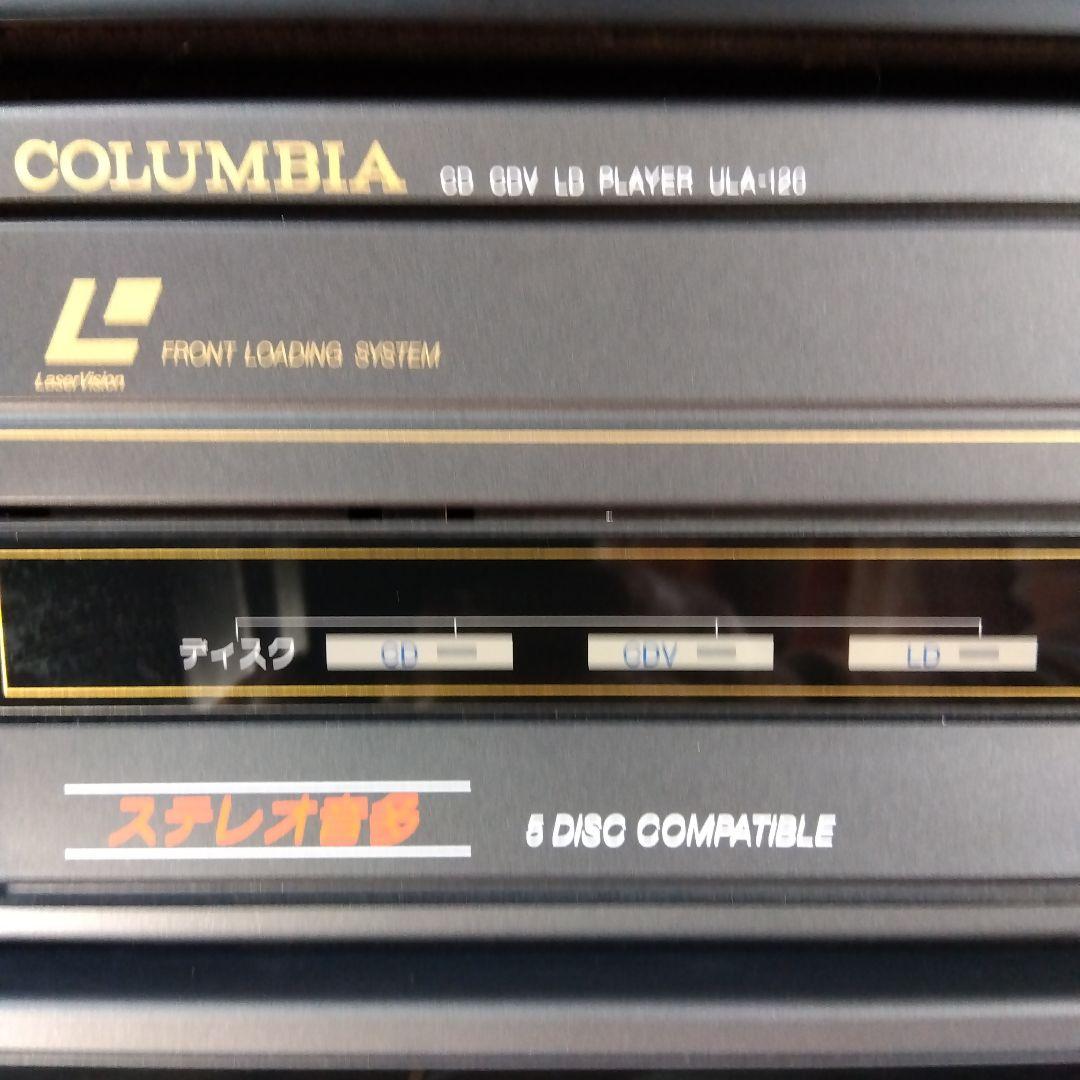 COLUMBIA CD CDV LD PLAYER ULA-120
FRONT LOADING SYSTEM
LaserVision
ディスク CD CDV LD
ステレオ音多
5 DISC COMPATIBLE